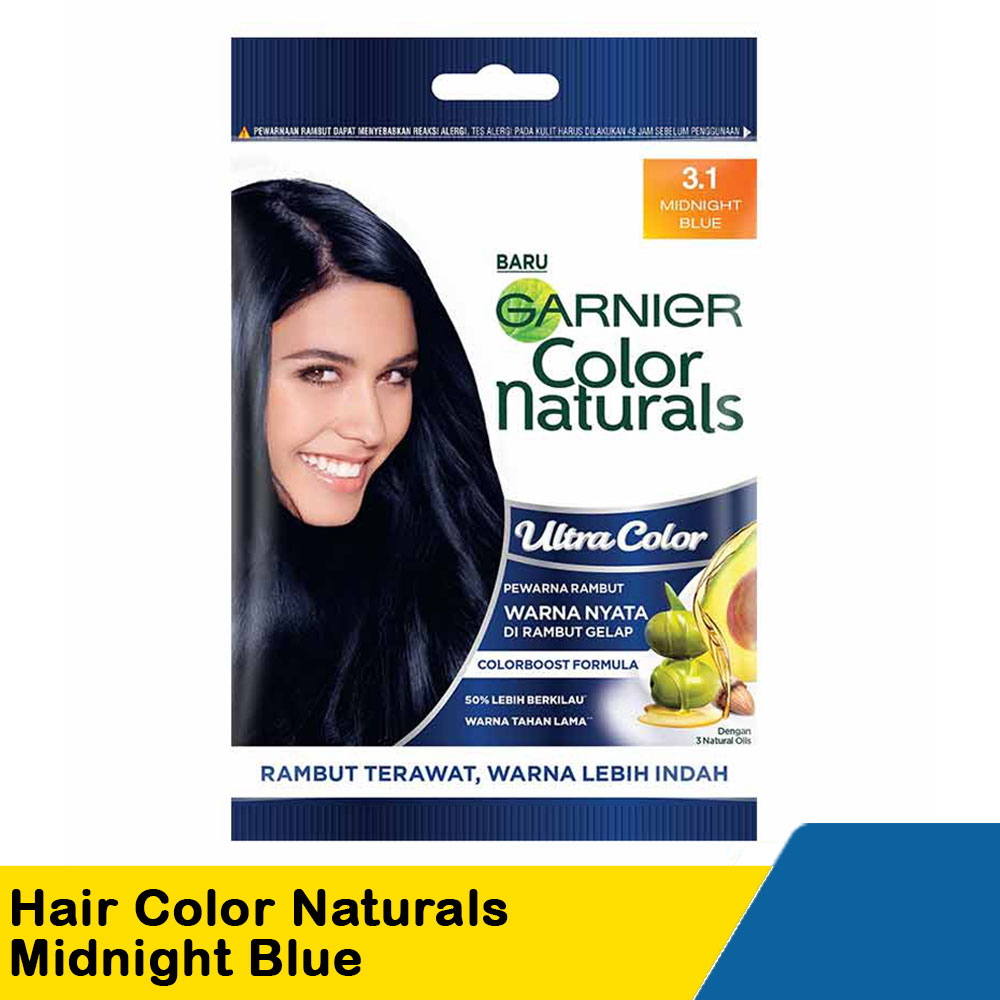 PEWARNAAN RAMBUT DAPAT MENYEBABKAN REAKSI ALERGI. TES ALERGI PADA KULIT HARUS DILAKUKAN 48 JAM SEBELUM PENGGUNAAN
3.1
MIDNIGHT
BLUE
BARU
GARNIER
Color
Naturals
Ultra Color
PEWARNA RAMBUT
WARNA NYATA
DI RAMBUT GELAP
COLORBOOST FORMULA
50% LEBIH BERKILAU*
WARNA TAHAN LAMA**
Dengan
3 Natural Oils
RAMBUT TERAWAT, WARNA LEBIH INDAH
Hair Color Naturals
Midnight Blue